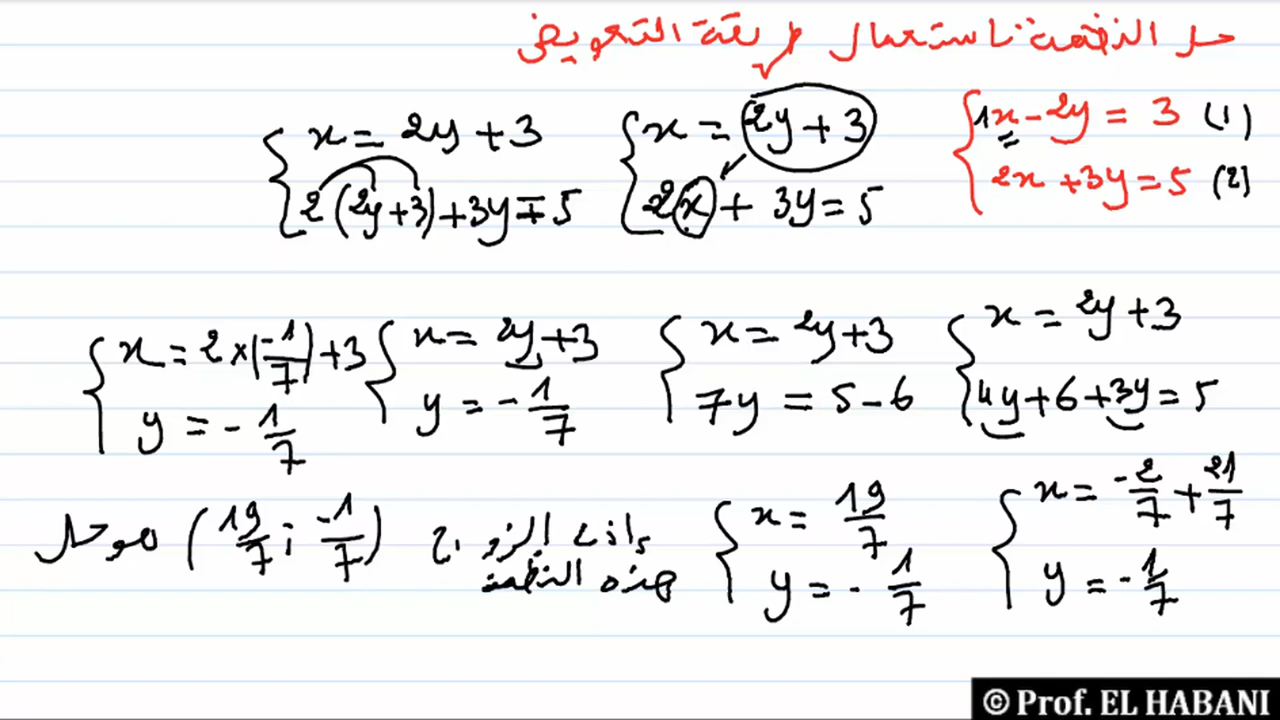 حل النظمة باستعمال طريقة التعويض
{ 1x - 2y = 3 (1)
2x + 3y = 5 (2)
{ x = 2y + 3
2x + 3y = 5
{ x = 2y + 3
2(2y + 3) + 3y = 5
{ x = 2y + 3
4y + 6 + 3y = 5
{ x = 2y + 3
7y = 5 - 6
{ x = 2y + 3
y = - 1/7
{ x = 2 × (-1/7) + 3
y = - 1/7
{ x = -2/7 + 21/7
y = - 1/7
{ x = 19/7
y = - 1/7
وإذن الزوج (19/7 ; -1/7) هو حل
هذه النظمة
© Prof. EL HABANI